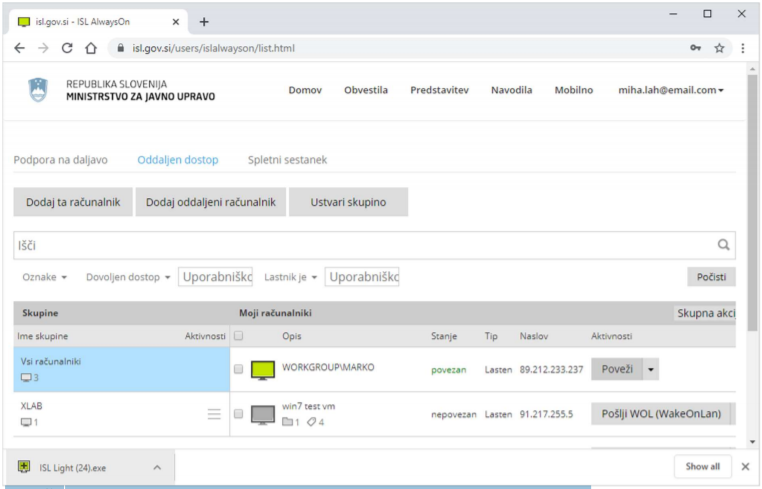 isl.gov.si - ISL AlwaysOn
isl.gov.si/users/islalwayson/list.html
REPUBLIKA SLOVENIJA
MINISTRSTVO ZA JAVNO UPRAVO
Domov Obvestila Predstavitev Navodila Mobilno miha.lah@email.com
Podpora na daljavo Oddaljen dostop Spletni sestanek
Dodaj ta računalnik Dodaj oddaljeni računalnik Ustvari skupino
Išči
Oznake Dovoljen dostop Uporabniško Lastnik je Uporabniško Počisti
Skupine Moji računalniki Skupna akcij
Ime skupine Aktivnosti Opis Stanje Tip Naslov Aktivnosti
Vsi računalniki
3
WORKGROUP\MARKO povezan Lasten 89.212.233.237 Poveži
XLAB
1
win7 test vm
1 4
nepovezan Lasten 91.217.255.5 Pošlji WOL (WakeOnLan)
ISL Light (24).exe Show all